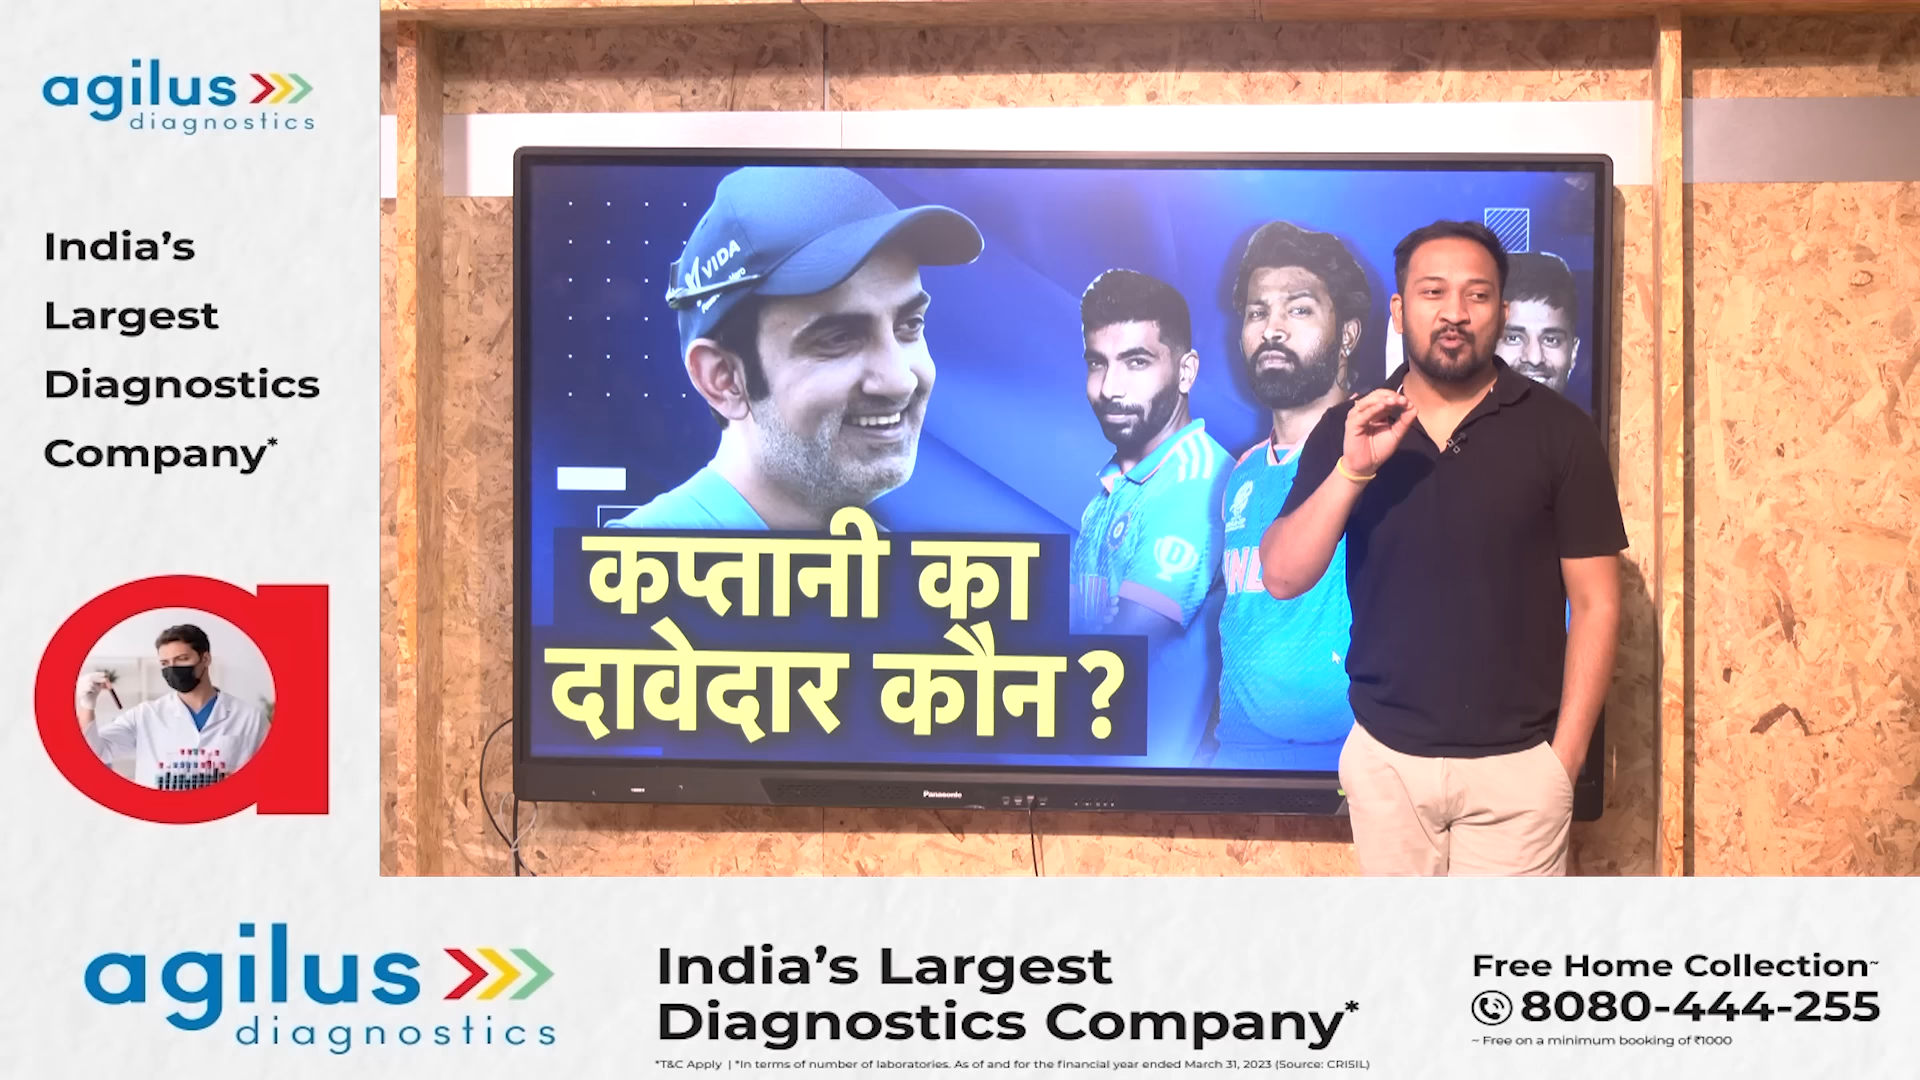 agilus
diagnostics
India’s
Largest
Diagnostics
Company*
VIDA
कप्तानी का
दावेदार कौन?
Panasonic
agilus
diagnostics
India’s Largest
Diagnostics Company*
*T&C Apply | *In terms of number of laboratories. As of and for the financial year ended March 31, 2023 (Source: CRISIL)
Free Home Collection~
8080-444-255
~ Free on a minimum booking of ₹1000